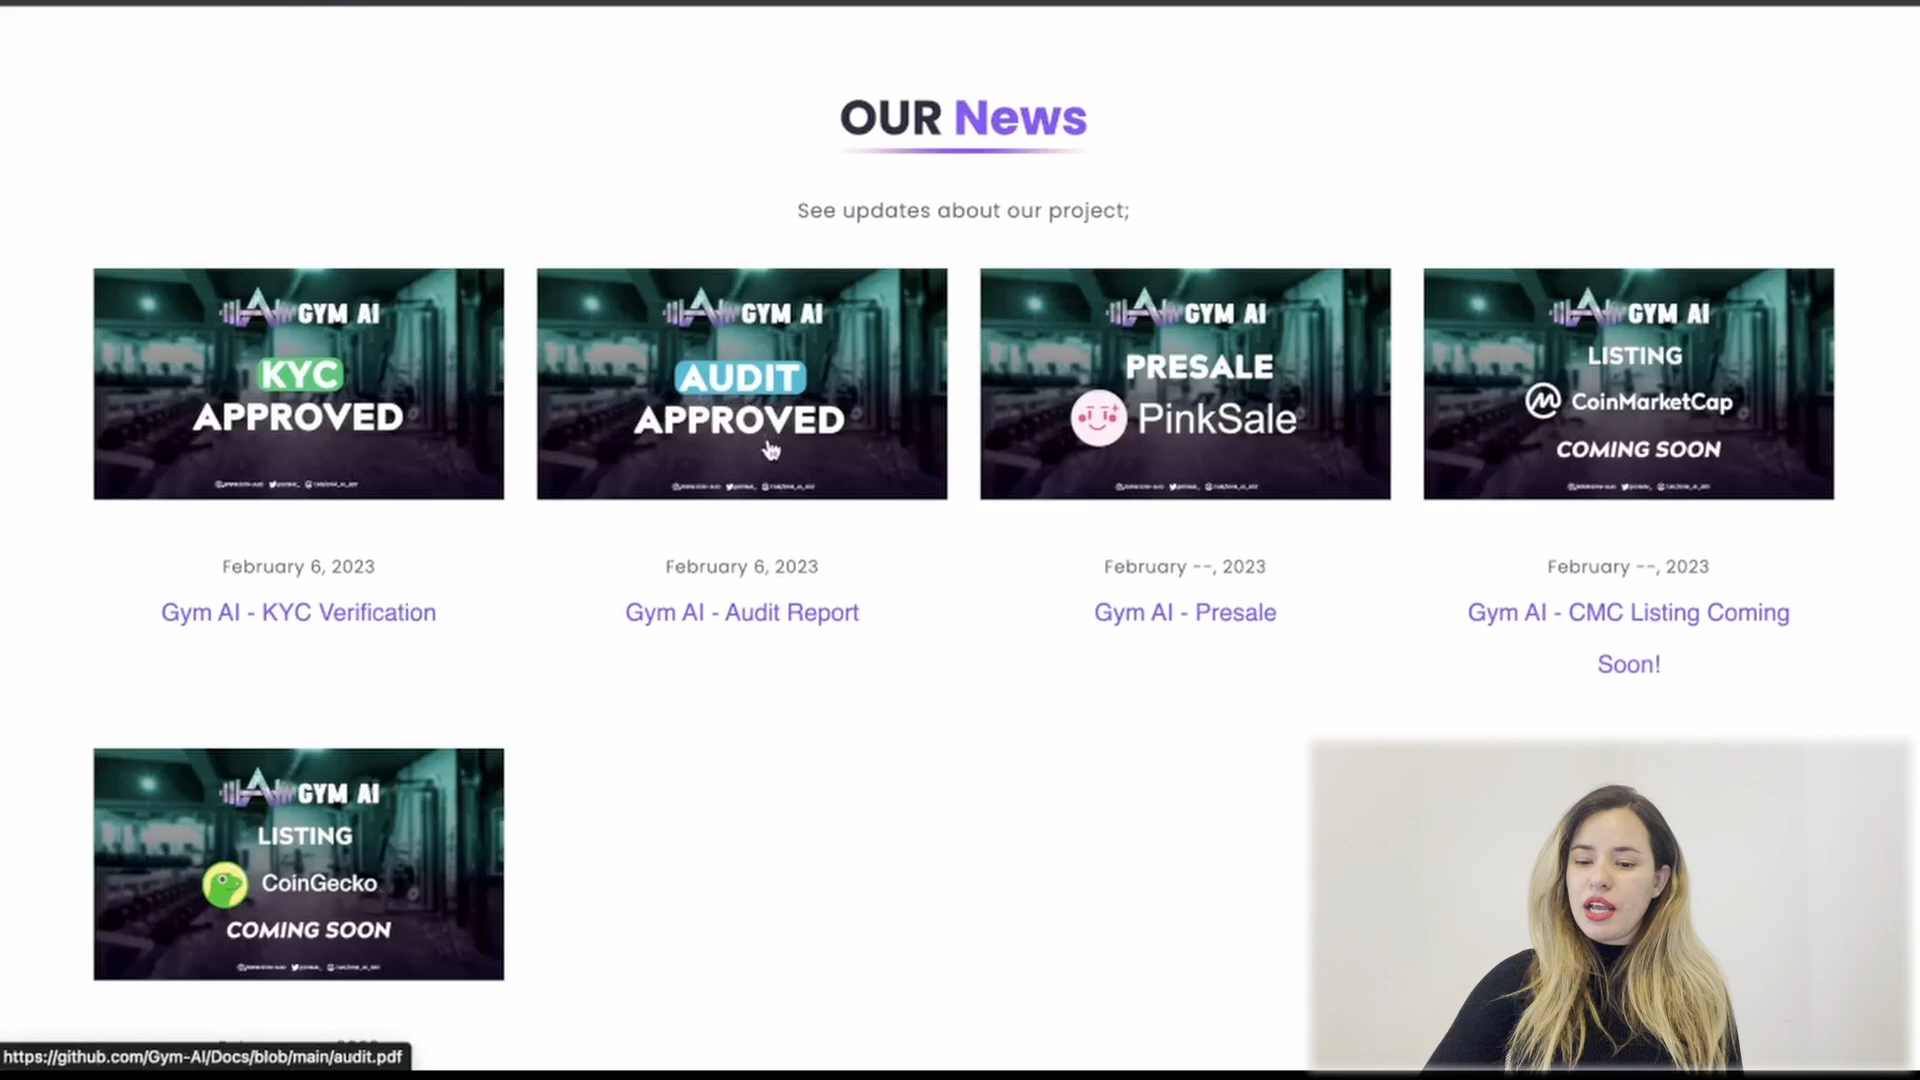 OUR News
See updates about our project;
GYM AI
KYC
APPROVED
GYM AI
AUDIT
APPROVED
GYM AI
PRESALE
PinkSale
GYM AI
LISTING
CoinMarketCap
COMING SOON
February 6, 2023
February 6, 2023
February --, 2023
February --, 2023
Gym AI - KYC Verification
Gym AI - Audit Report
Gym AI - Presale
Gym AI - CMC Listing Coming
Soon!
GYM AI
LISTING
CoinGecko
COMING SOON
https://github.com/Gym-AI/Docs/blob/main/audit.pdf